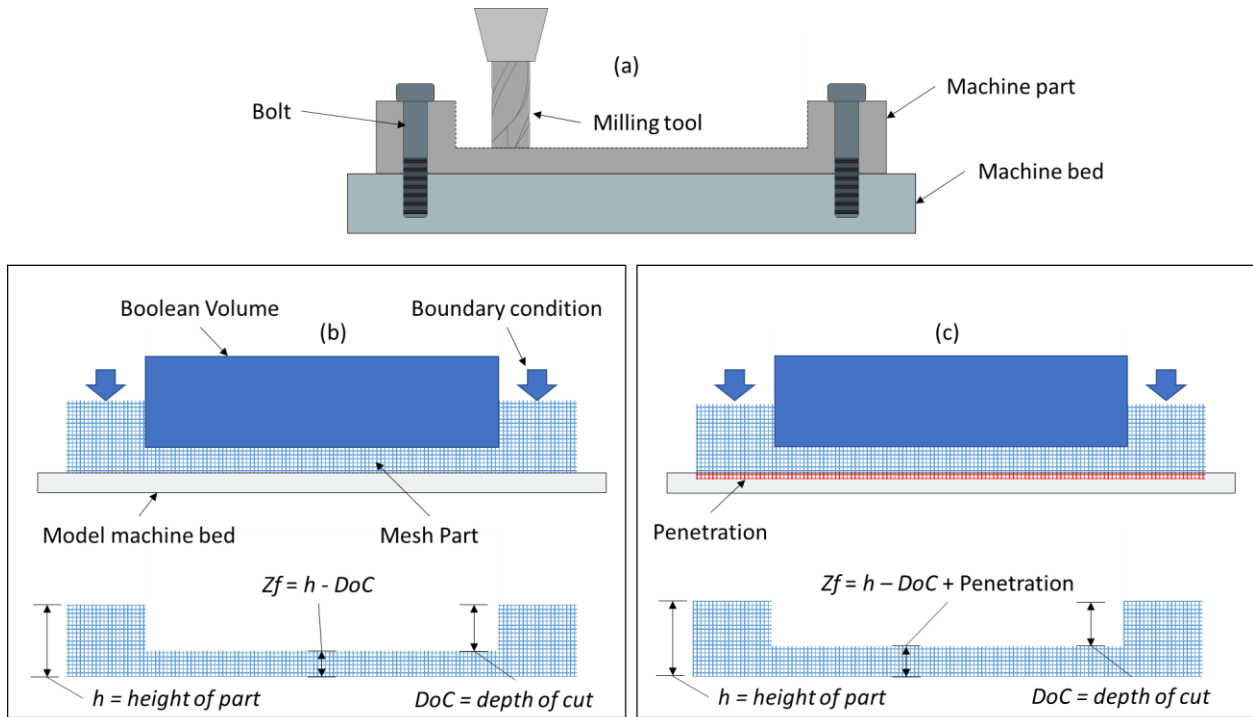 (a)
Bolt
Milling tool
Machine part
Machine bed
Boolean Volume
(b)
Boundary condition
Model machine bed
Mesh Part
Zf = h - DoC
h = height of part
DoC = depth of cut
(c)
Penetration
Zf = h – DoC + Penetration
h = height of part
DoC = depth of cut